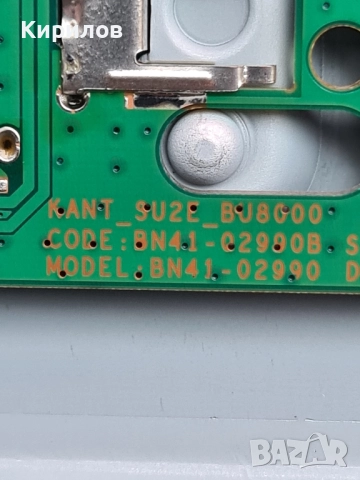 Кирилов
KANT_SU2E_BU8000
CODE:BN41-02990B
MODEL:BN41-02990
S
D
BAZAR